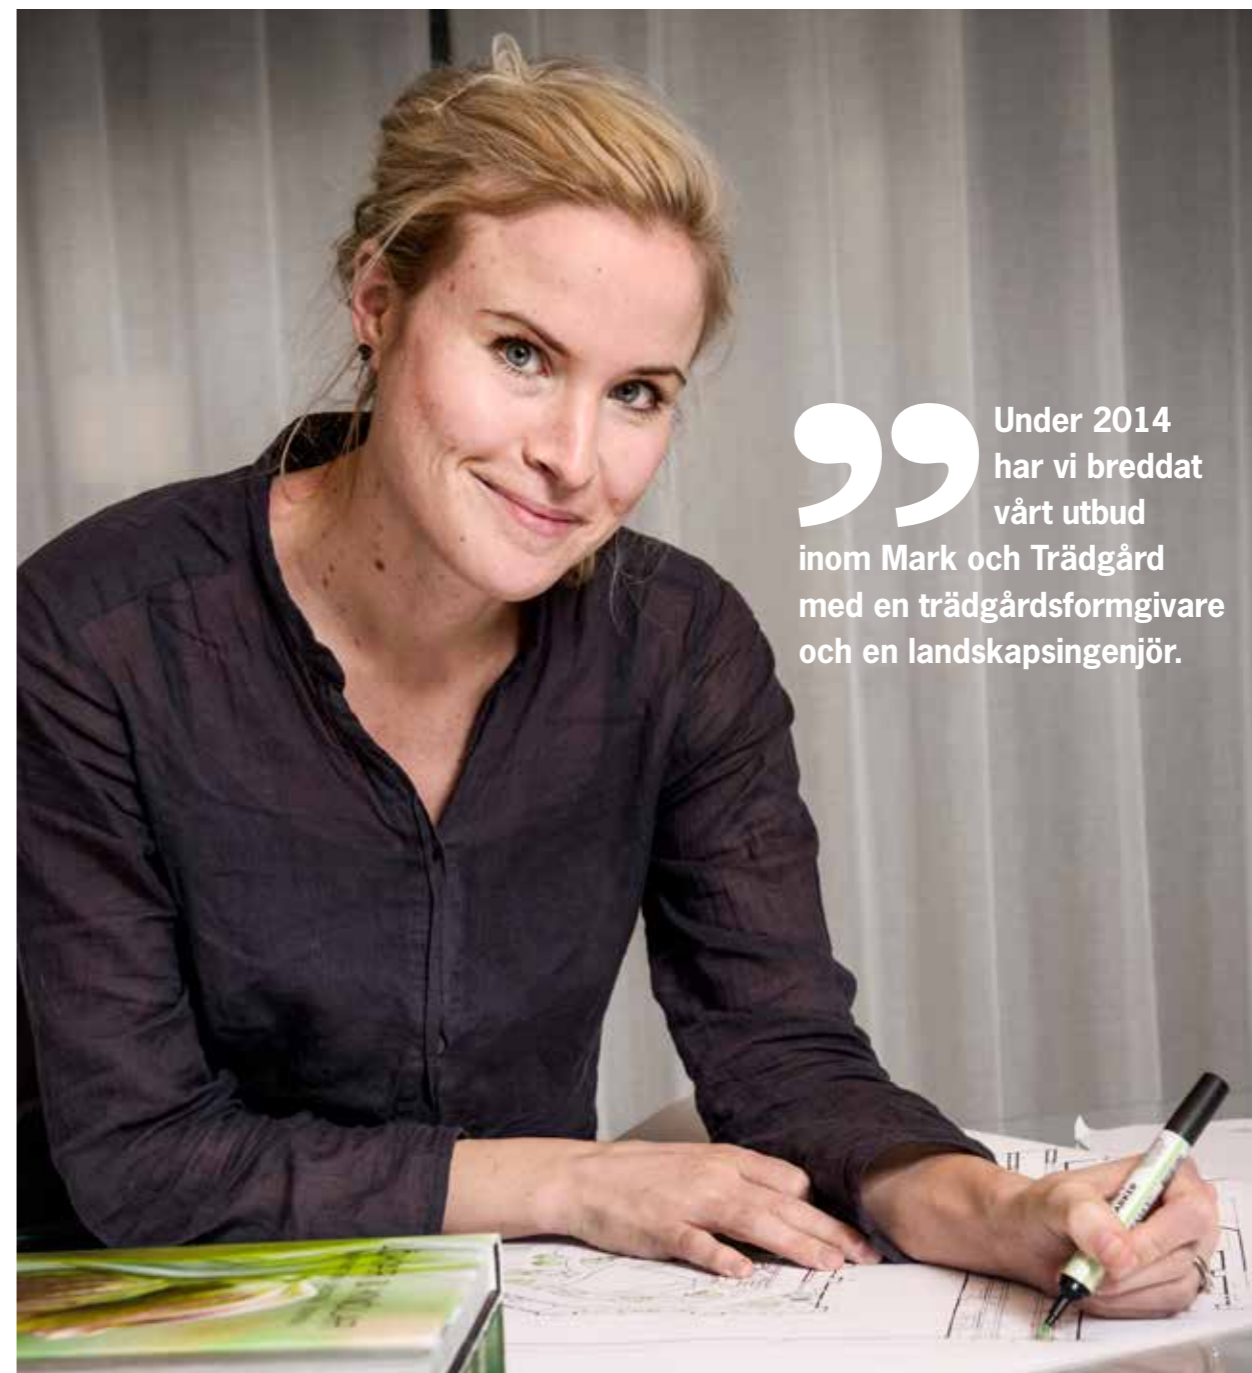 ”
Under 2014
har vi breddat
vårt utbud
inom Mark och Trädgård
med en trädgårdsformgivare
och en landskapsingenjör.